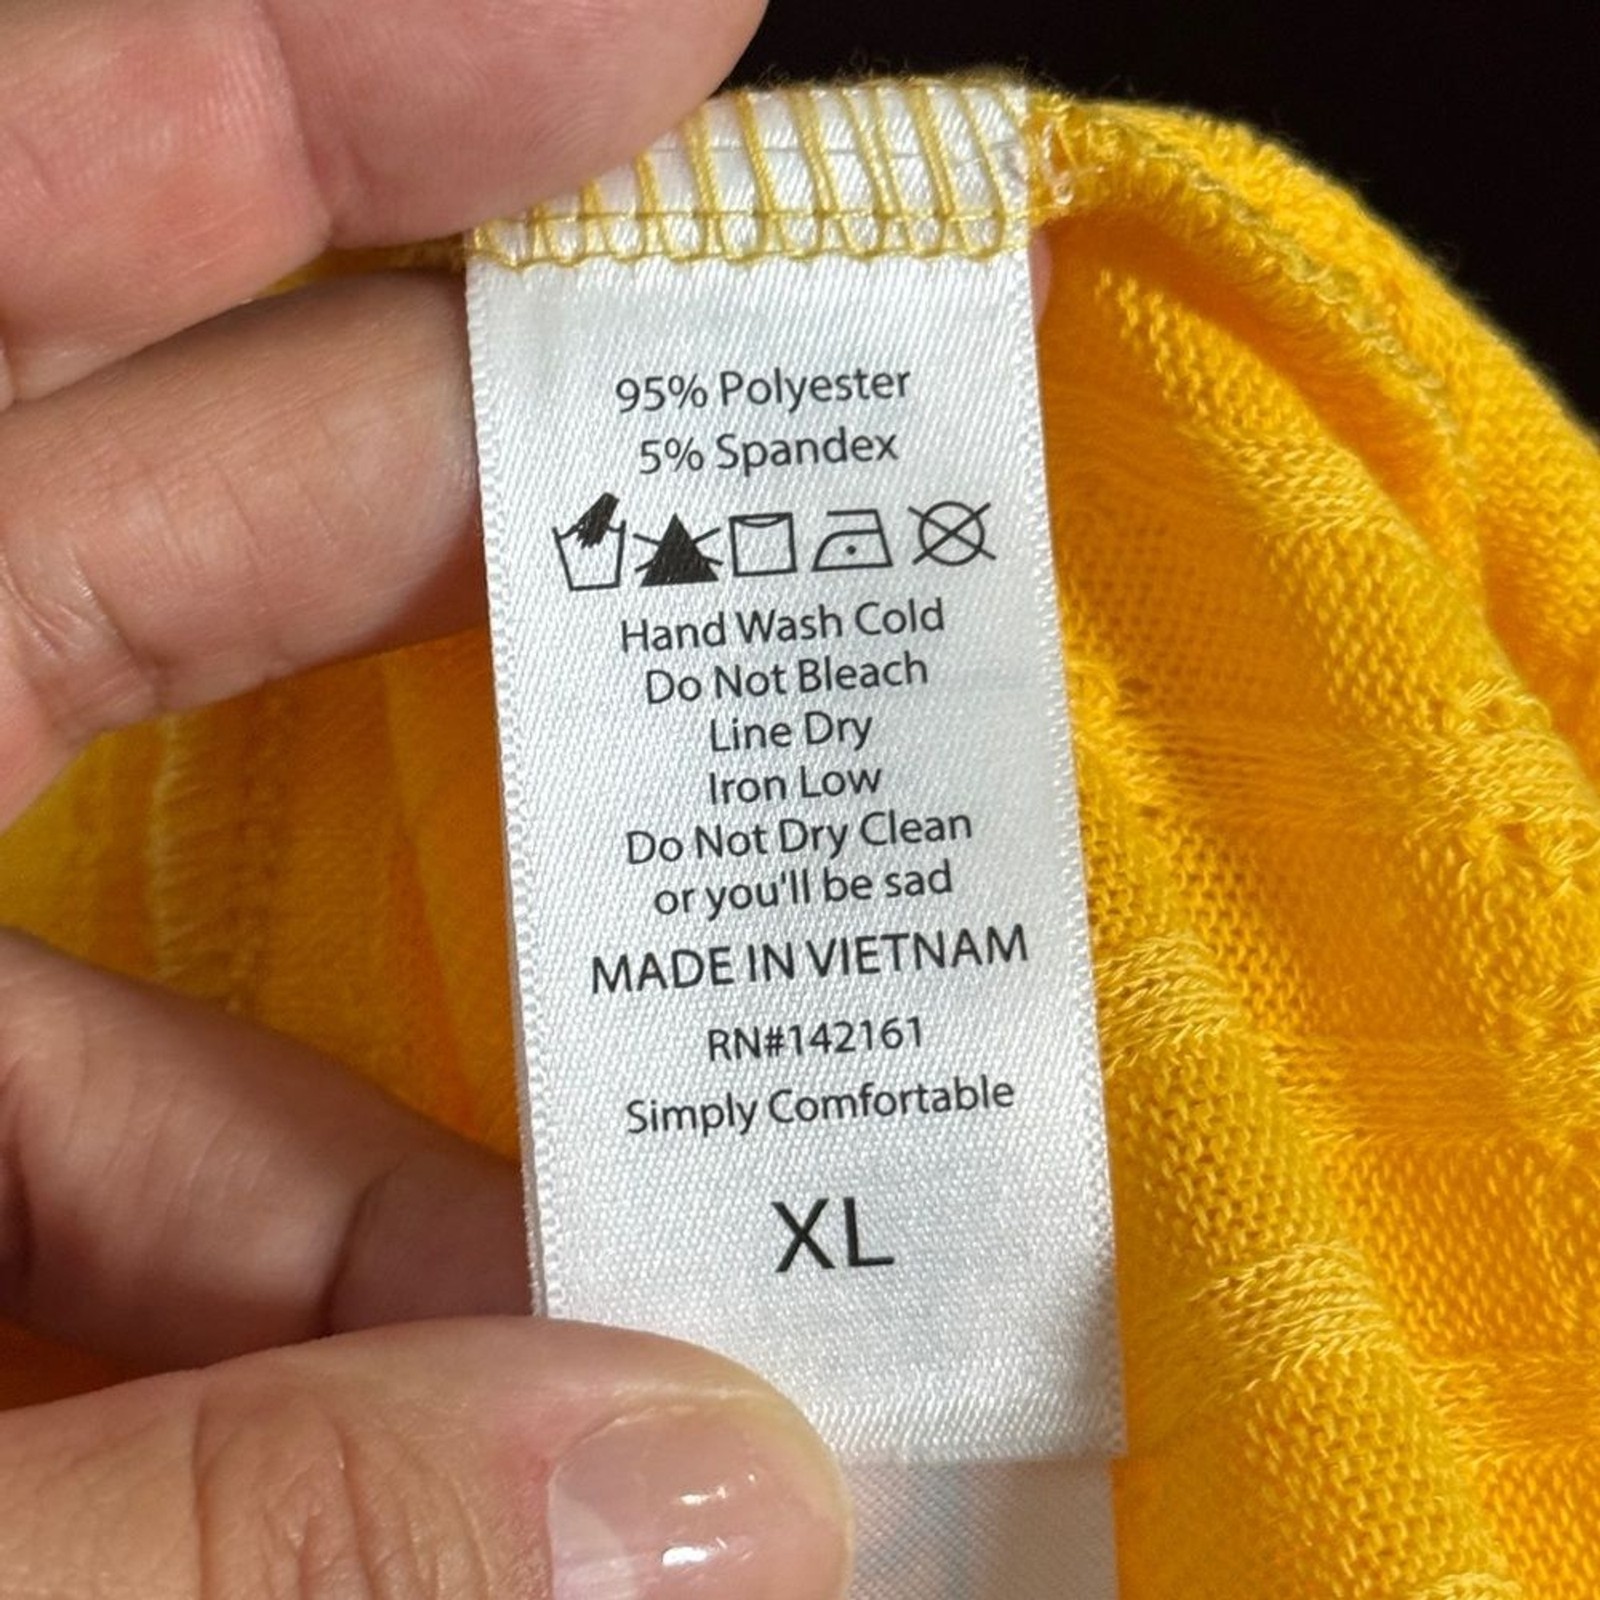 95% Polyester
5% Spandex
Hand Wash Cold
Do Not Bleach
Line Dry
Iron Low
Do Not Dry Clean
or you'll be sad
MADE IN VIETNAM
RN#142161
Simply Comfortable
XL